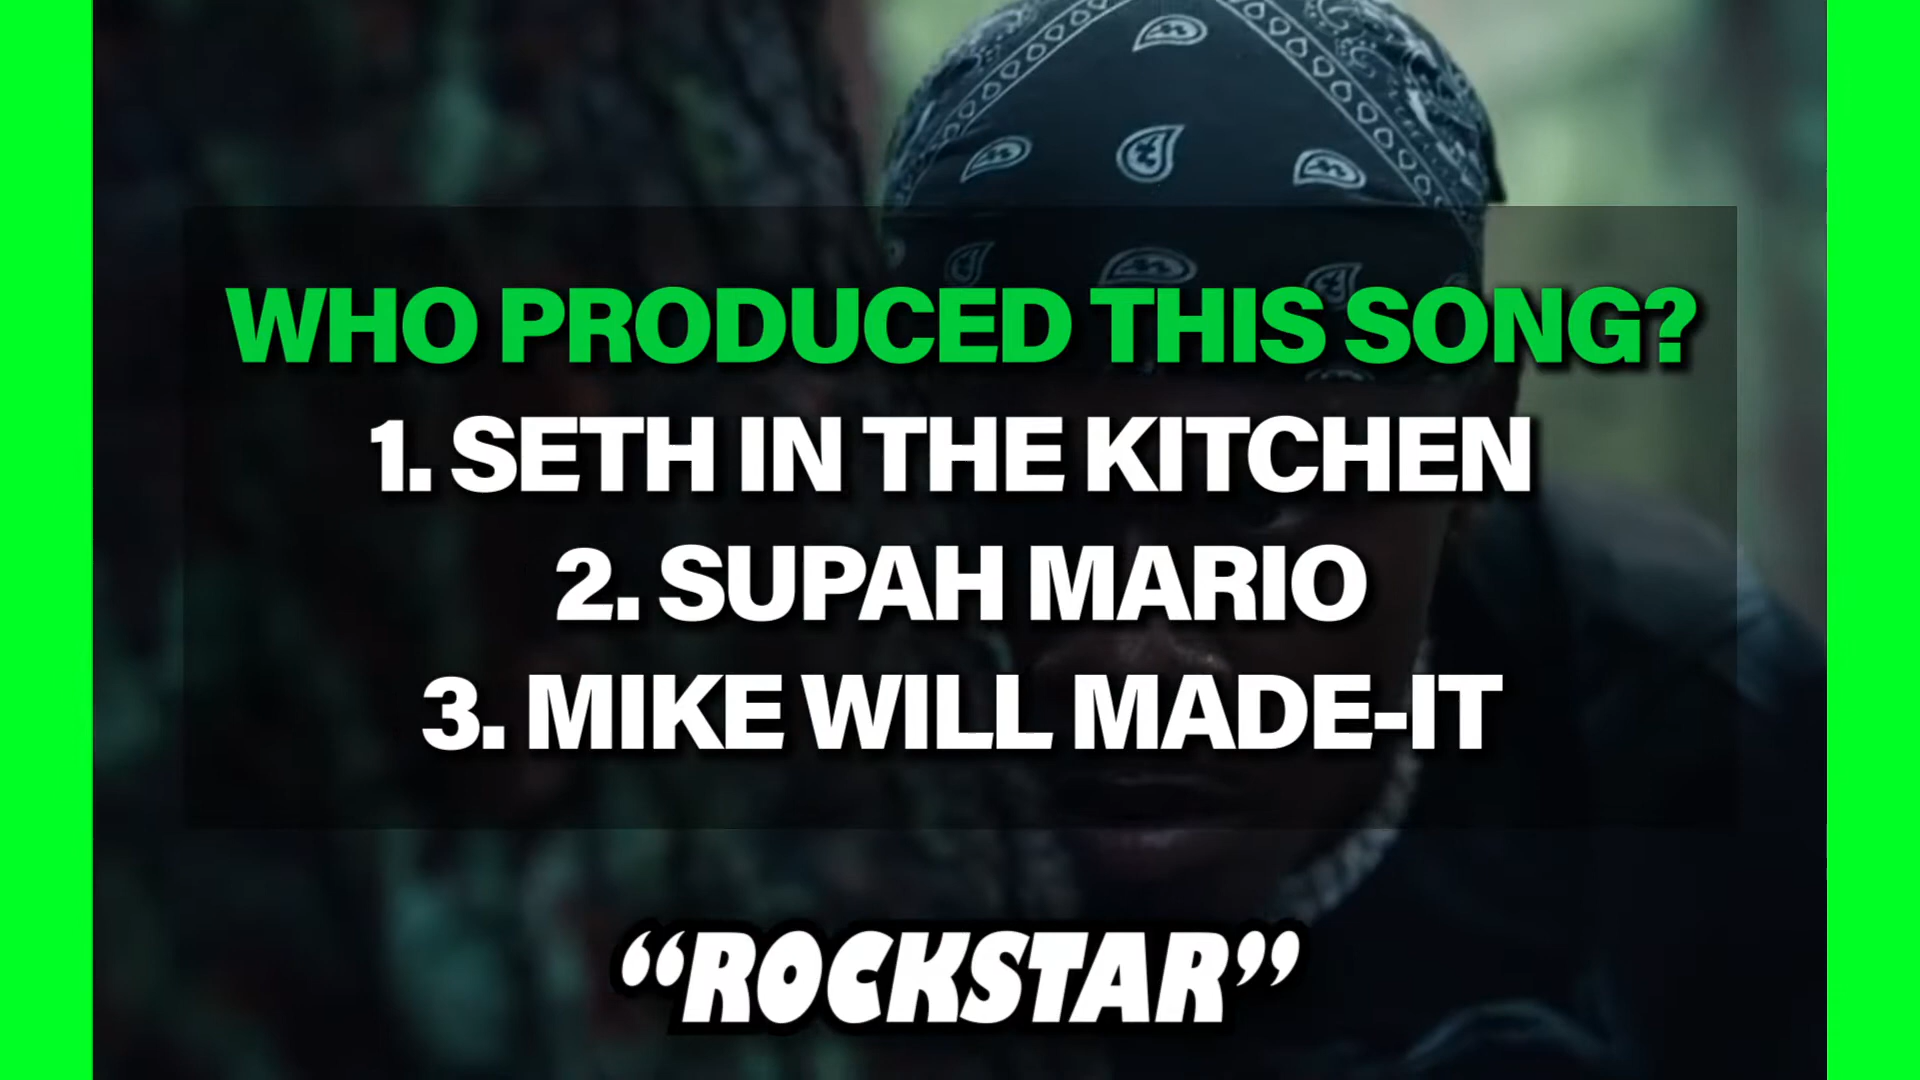 WHO PRODUCED THIS SONG?
1. SETH IN THE KITCHEN
2. SUPAH MARIO
3. MIKE WILL MADE-IT
“ROCKSTAR”